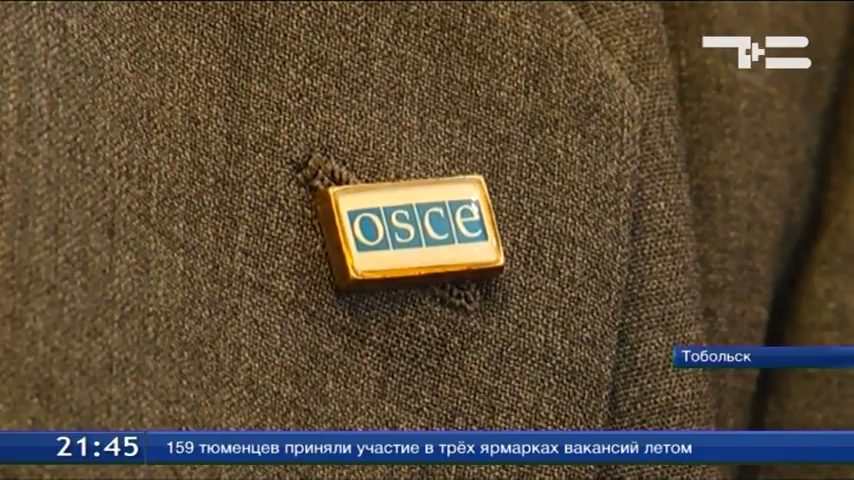 OSCE
Тобольск
21:45 159 тюменцев приняли участие в трёх ярмарках вакансий летом